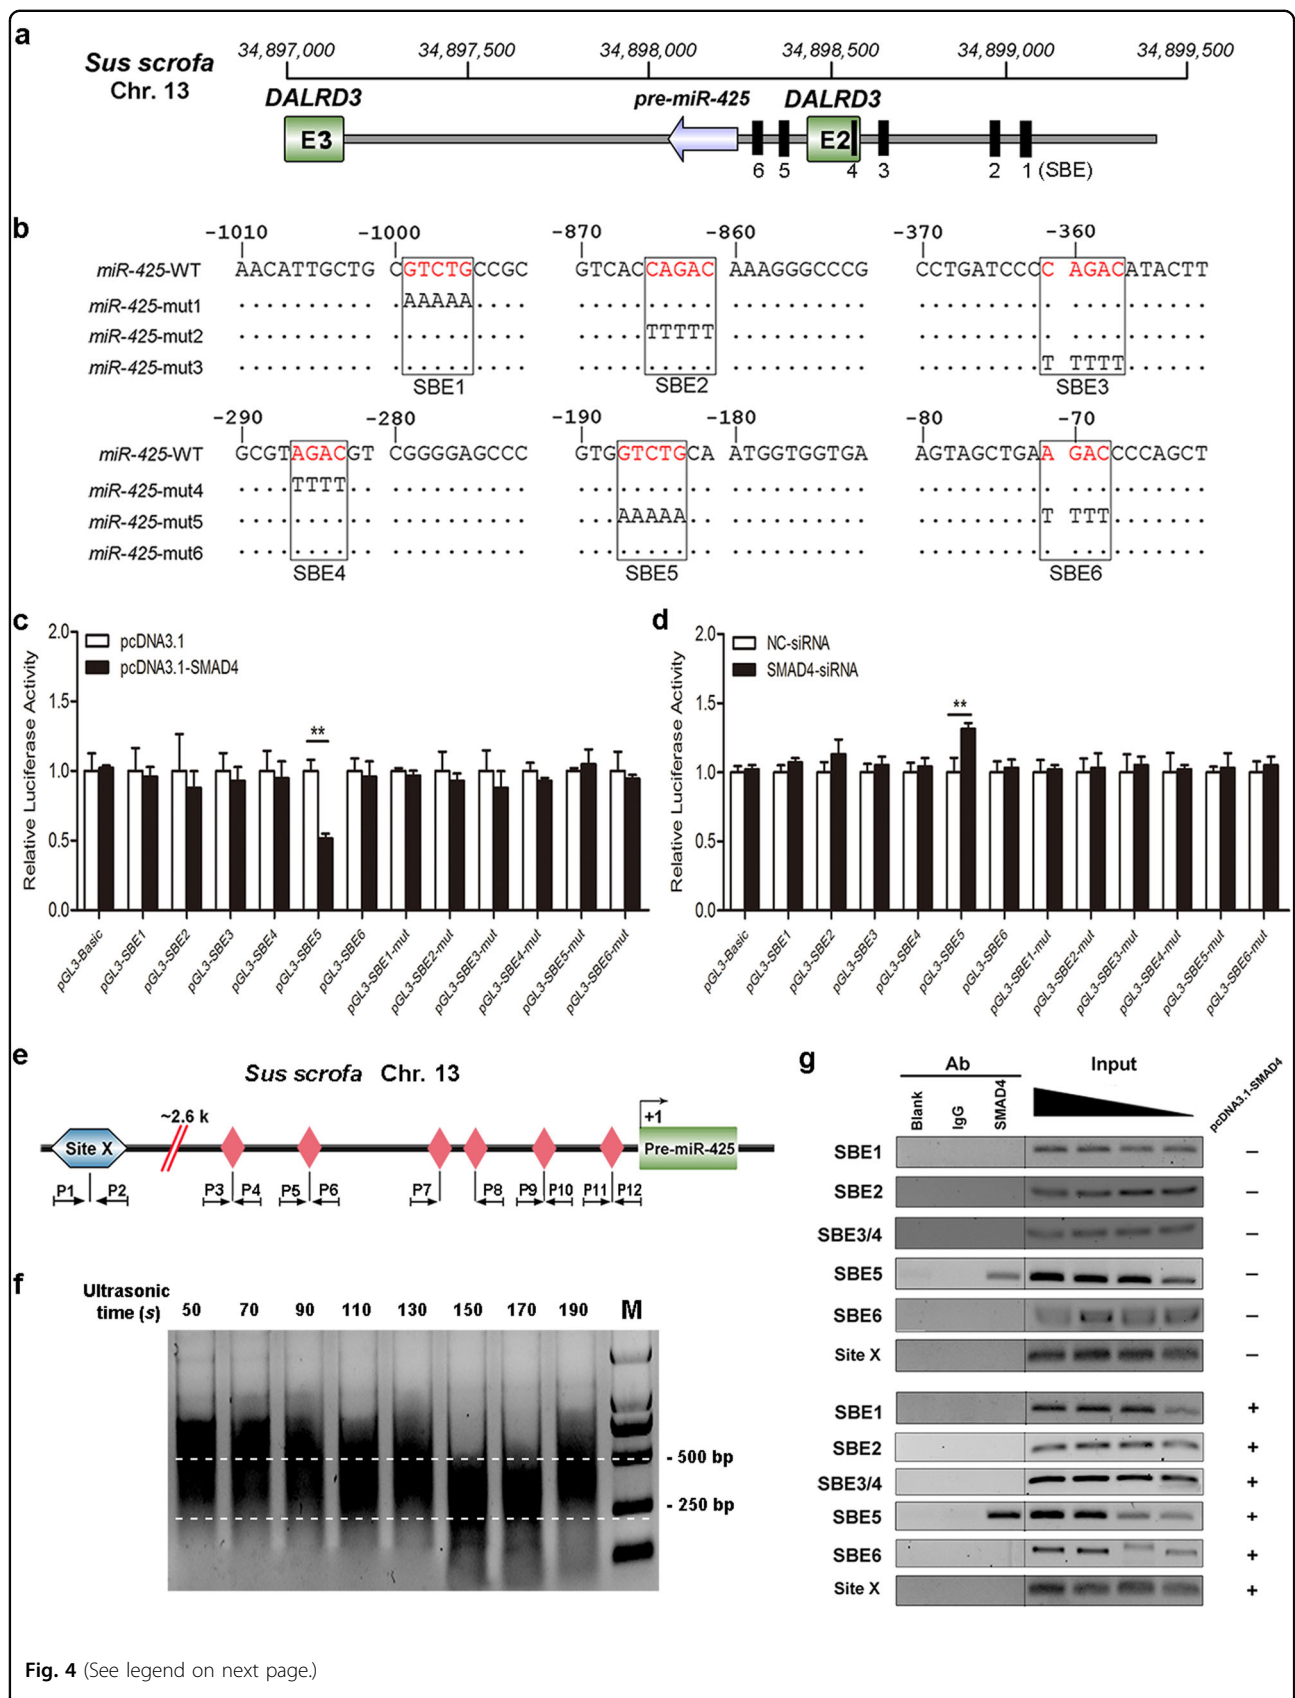 a
34,897,000 34,897,500 34,898,000 34,898,500 34,899,000 34,899,500
Sus scrofa
Chr. 13
DALRD3 pre-miR-425 DALRD3
E3 E2
6 5 4 3 2 1 (SBE)
b
-1010 -1000 -870 -860 -370 -360
miR-425-WT AACATTGCTG CGTCTGCCGC GTCACCAGAC AAAGGGCCCG CCTGATCCCC AGACATACTT
miR-425-mut1 .......... .AAAAA.... .......... .......... .......... ..........
miR-425-mut2 .......... .......... .....TTTTT .......... .......... ..........
miR-425-mut3 .......... .......... .......... .......... .........T TTTT......
SBE1 SBE2 SBE3
-290 -280 -190 -180 -80 -70
miR-425-WT GCGTAGACGT CGGGGAGCCC GTGGTCTGCA ATGGTGGTGA AGTAGCTGAA GACCCCAGCT
miR-425-mut4 ....TTTT.. .......... .......... .......... .......... ..........
miR-425-mut5 .......... .......... ...AAAAA.. .......... .........T TTT.......
miR-425-mut6 .......... .......... .......... .......... .......... ..........
SBE4 SBE5 SBE6
c
Relative Luciferase Activity
2.0
1.5
1.0
0.5
0.0
pcDNA3.1
pcDNA3.1-SMAD4
**
pGL3-Basic pGL3-SBE1 pGL3-SBE2 pGL3-SBE3 pGL3-SBE4 pGL3-SBE5 pGL3-SBE6 pGL3-SBE1-mut pGL3-SBE2-mut pGL3-SBE3-mut pGL3-SBE4-mut pGL3-SBE5-mut pGL3-SBE6-mut
d
Relative Luciferase Activity
2.0
1.5
1.0
0.5
0.0
NC-siRNA
SMAD4-siRNA
**
pGL3-Basic pGL3-SBE1 pGL3-SBE2 pGL3-SBE3 pGL3-SBE4 pGL3-SBE5 pGL3-SBE6 pGL3-SBE1-mut pGL3-SBE2-mut pGL3-SBE3-mut pGL3-SBE4-mut pGL3-SBE5-mut pGL3-SBE6-mut
e
Sus scrofa Chr. 13
~2.6 k
+1
Site X Pre-miR-425
P1 P2 P3 P4 P5 P6 P7 P8 P9 P10 P11 P12
f
Ultrasonic
time (s) 50 70 90 110 130 150 170 190 M
- 500 bp
- 250 bp
g
Ab Input
Blank IgG SMAD4 pcDNA3.1-SMAD4
SBE1 −
SBE2 −
SBE3/4 −
SBE5 −
SBE6 −
Site X −
SBE1 +
SBE2 +
SBE3/4 +
SBE5 +
SBE6 +
Site X +
Fig. 4 (See legend on next page.)